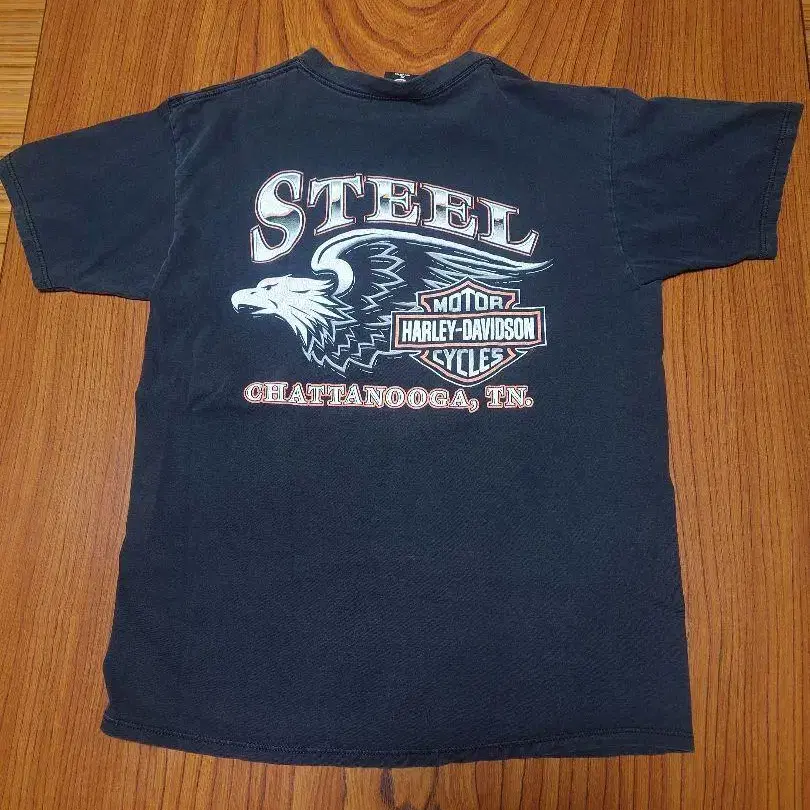 STEEL
MOTOR
HARLEY-DAVIDSON
CYCLES
CHATTANOOGA, TN.